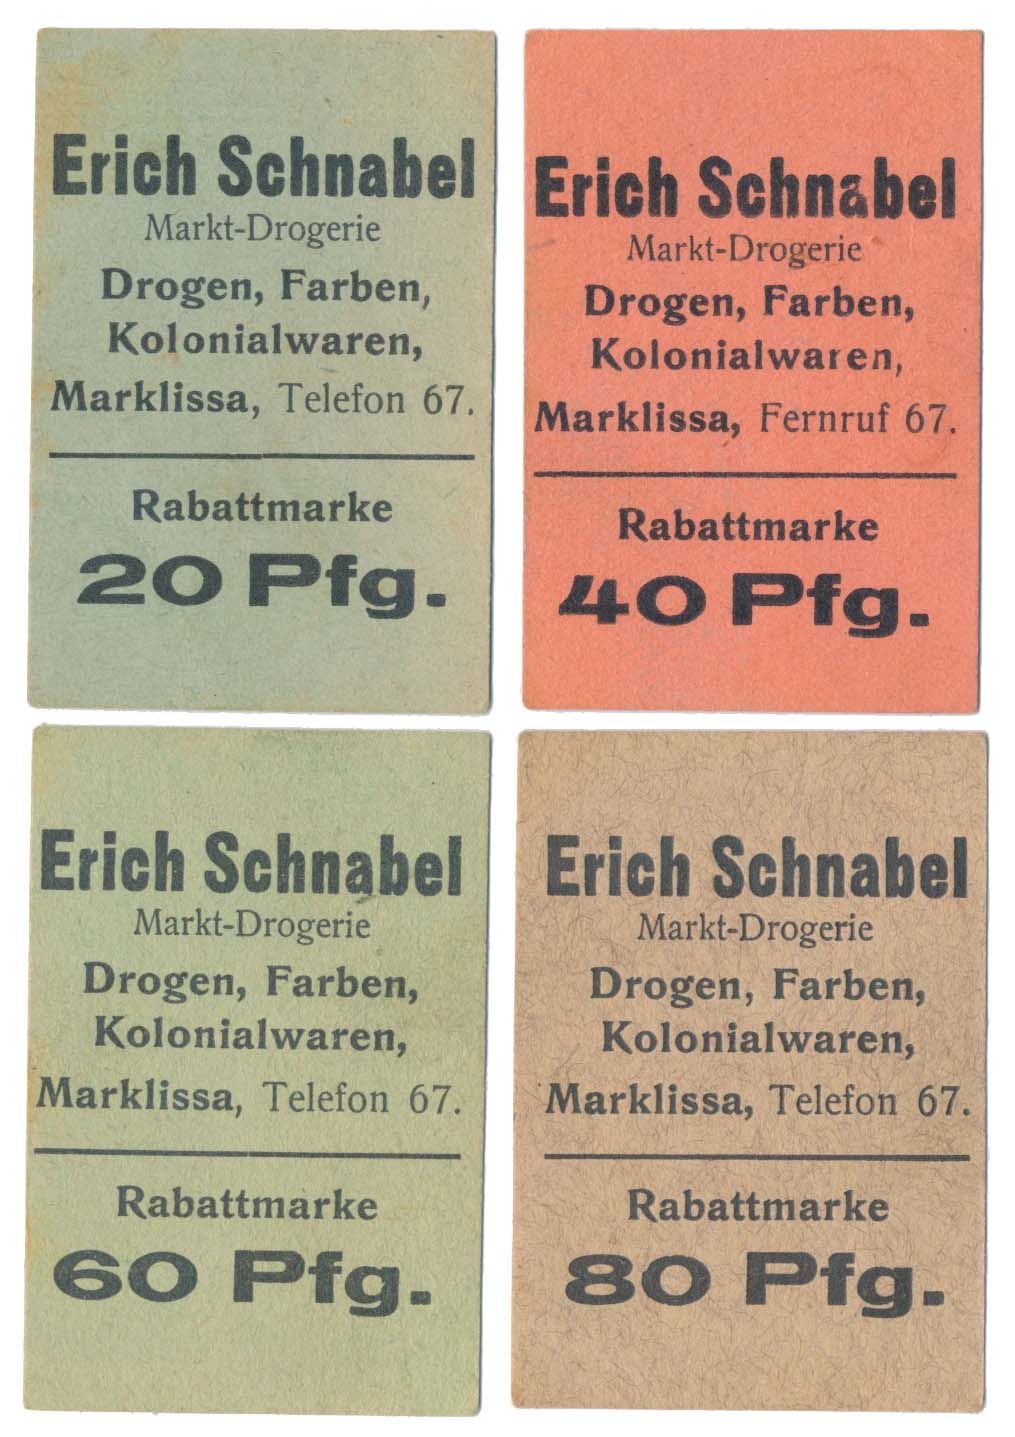 Erich Schnabel
Markt-Drogerie
Drogen, Farben,
Kolonialwaren,
Marklissa, Telefon 67.
Rabattmarke
20 Pfg.
Erich Schnabel
Markt-Drogerie
Drogen, Farben,
Kolonialwaren,
Marklissa, Fernruf 67.
Rabattmarke
40 Pfg.
Erich Schnabel
Markt-Drogerie
Drogen, Farben,
Kolonialwaren,
Marklissa, Telefon 67.
Rabattmarke
60 Pfg.
Erich Schnabel
Markt-Drogerie
Drogen, Farben,
Kolonialwaren,
Marklissa, Telefon 67.
Rabattmarke
80 Pfg.